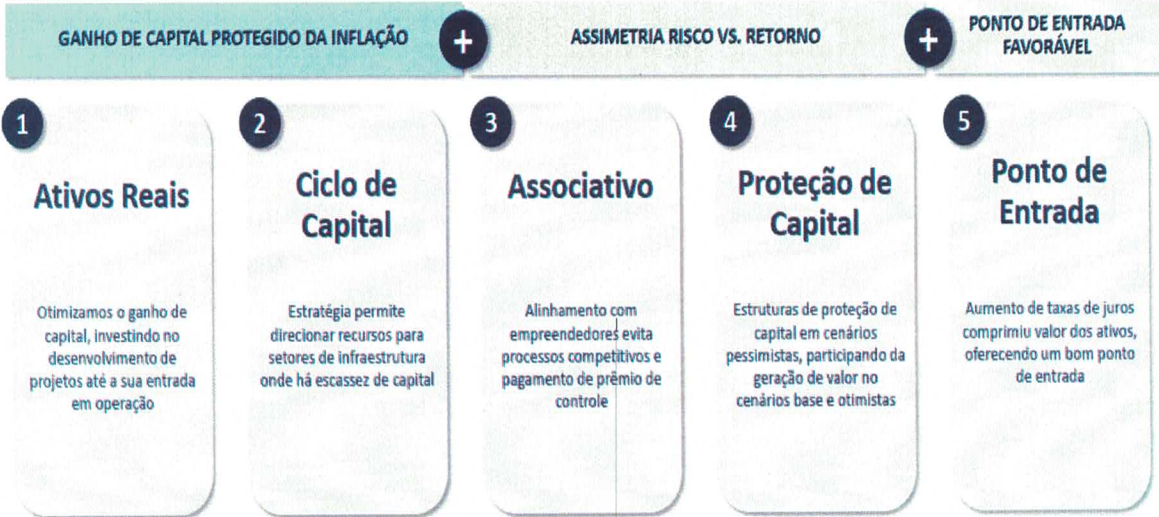 GANHO DE CAPITAL PROTEGIDO DA INFLAÇÃO
+
ASSIMETRIA RISCO VS. RETORNO
+
PONTO DE ENTRADA
FAVORÁVEL
1
Ativos Reais
Otimizamos o ganho de
capital, investindo no
desenvolvimento de
projetos até a sua entrada
em operação
2
Ciclo de
Capital
Estratégia permite
direcionar recursos para
setores de infraestrutura
onde há escassez de capital
3
Associativo
Alinhamento com
empreendedores evita
processos competitivos e
pagamento de prêmio de
controle
4
Proteção de
Capital
Estruturas de proteção de
capital em cenários
pessimistas, participando da
geração de valor no
cenários base e otimistas
5
Ponto de
Entrada
Aumento de taxas de juros
comprimiu valor dos ativos,
oferecendo um bom ponto
de entrada